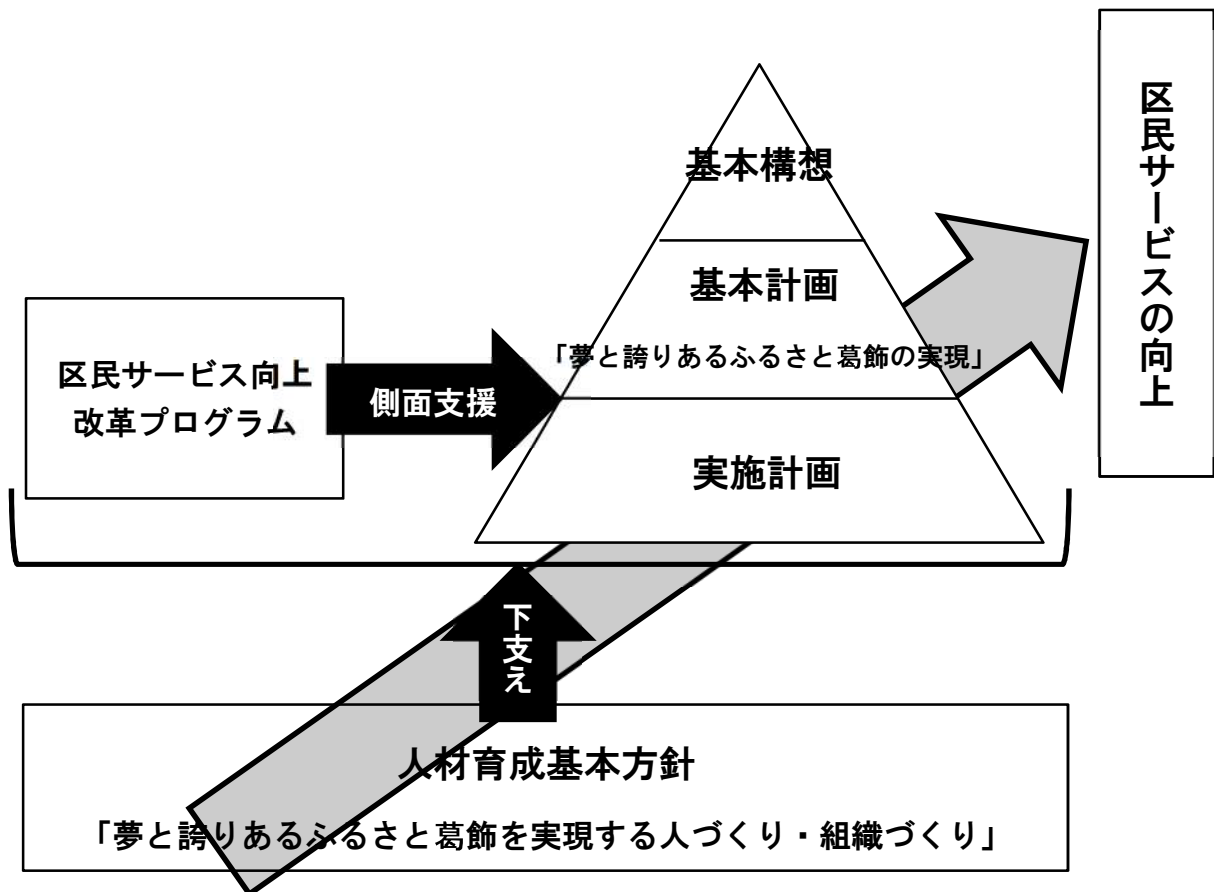 基本構想
基本計画
「夢と誇りあるふるさと葛飾の実現」
実施計画
区民サービス向上
改革プログラム
側面支援
区民サービスの向上
下支え
人材育成基本方針
「夢と誇りあるふるさと葛飾を実現する人づくり・組織づくり」